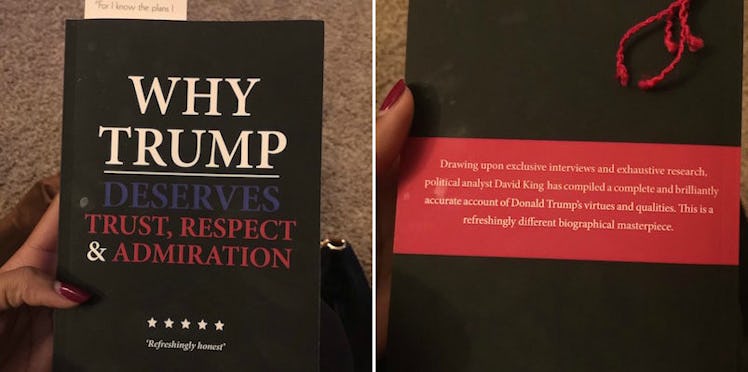 "For I know the plans I
WHY
TRUMP
DESERVES
TRUST, RESPECT
& ADMIRATION
'Refreshingly honest'
Drawing upon exclusive interviews and exhaustive research,
political analyst David King has compiled a complete and brilliantly
accurate account of Donald Trump's virtues and qualities. This is a
refreshingly different biographical masterpiece.